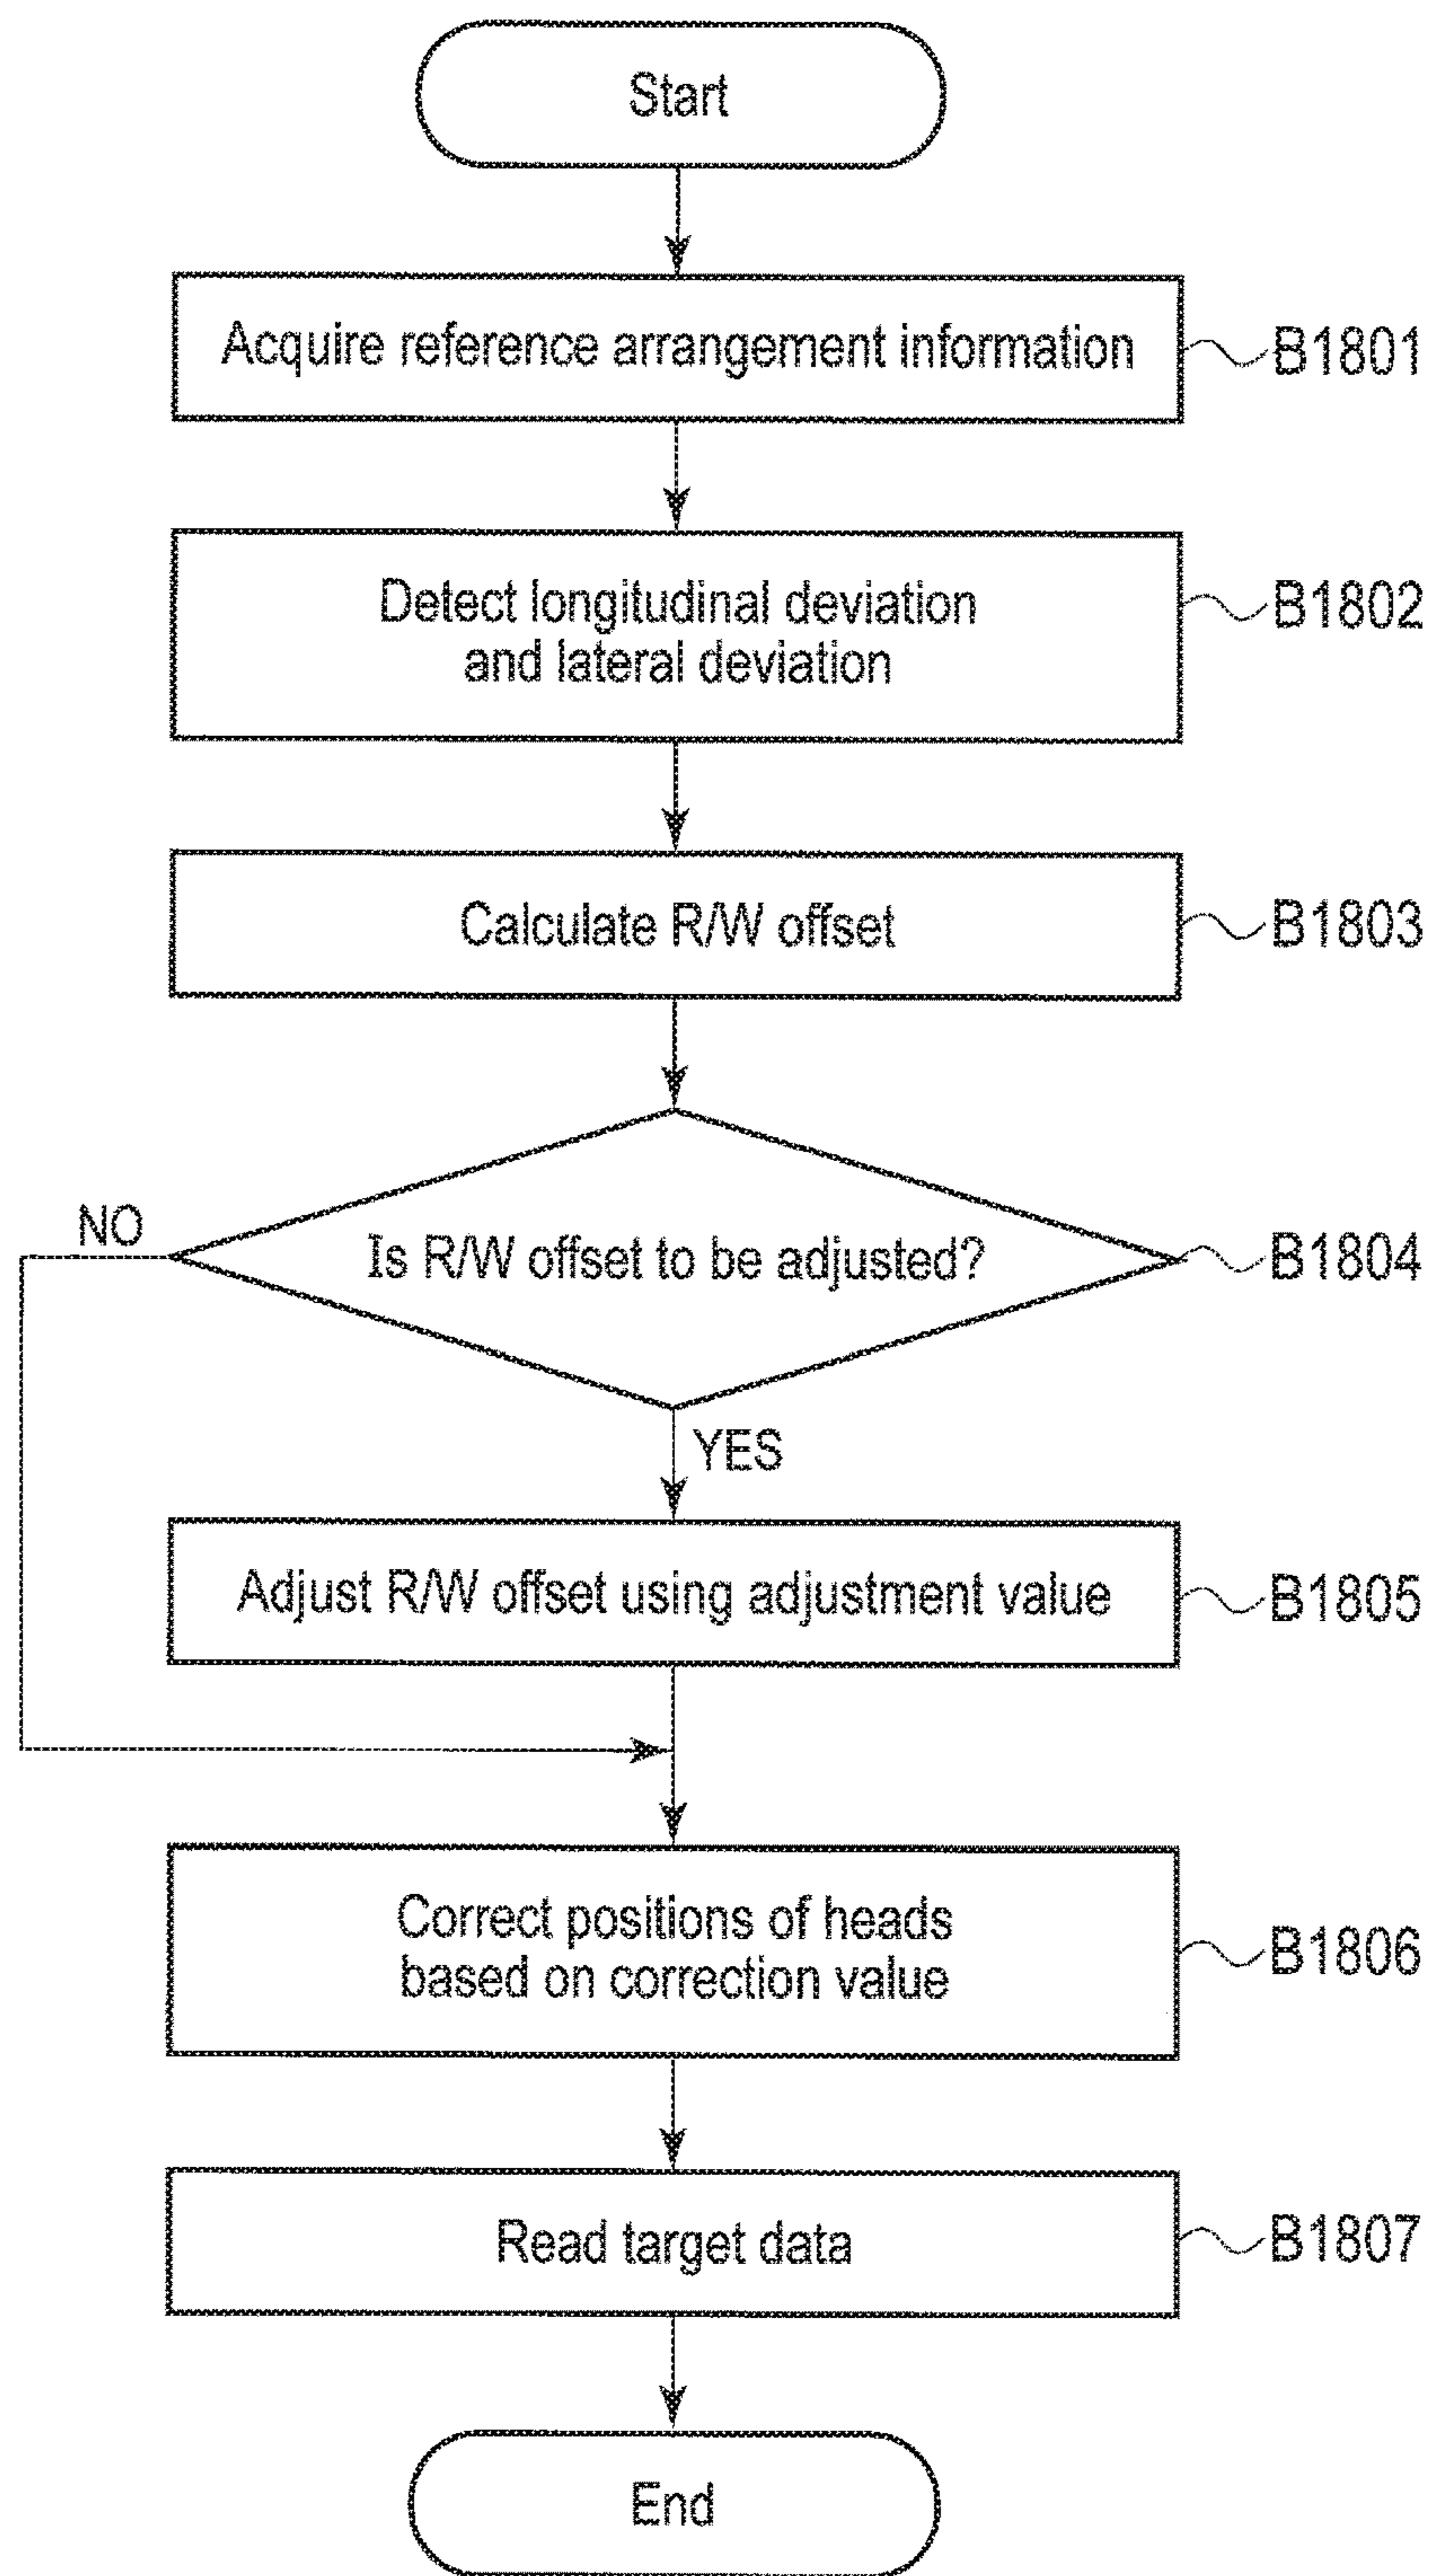 Start
Acquire reference arrangement information
B1801
Detect longitudinal deviation
and lateral deviation
B1802
Calculate R/W offset
B1803
NO
Is R/W offset to be adjusted?
B1804
YES
Adjust R/W offset using adjustment value
B1805
Correct positions of heads
based on correction value
B1806
Read target data
B1807
End